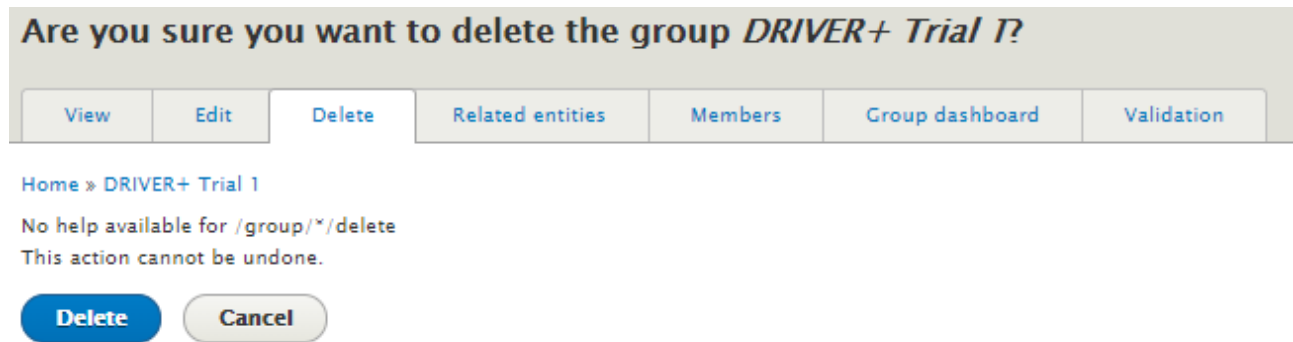 Are you sure you want to delete the group DRIVER+ Trial 1?
View Edit Delete Related entities Members Group dashboard Validation
Home » DRIVER+ Trial 1
No help available for /group/*/delete
This action cannot be undone.
Delete Cancel